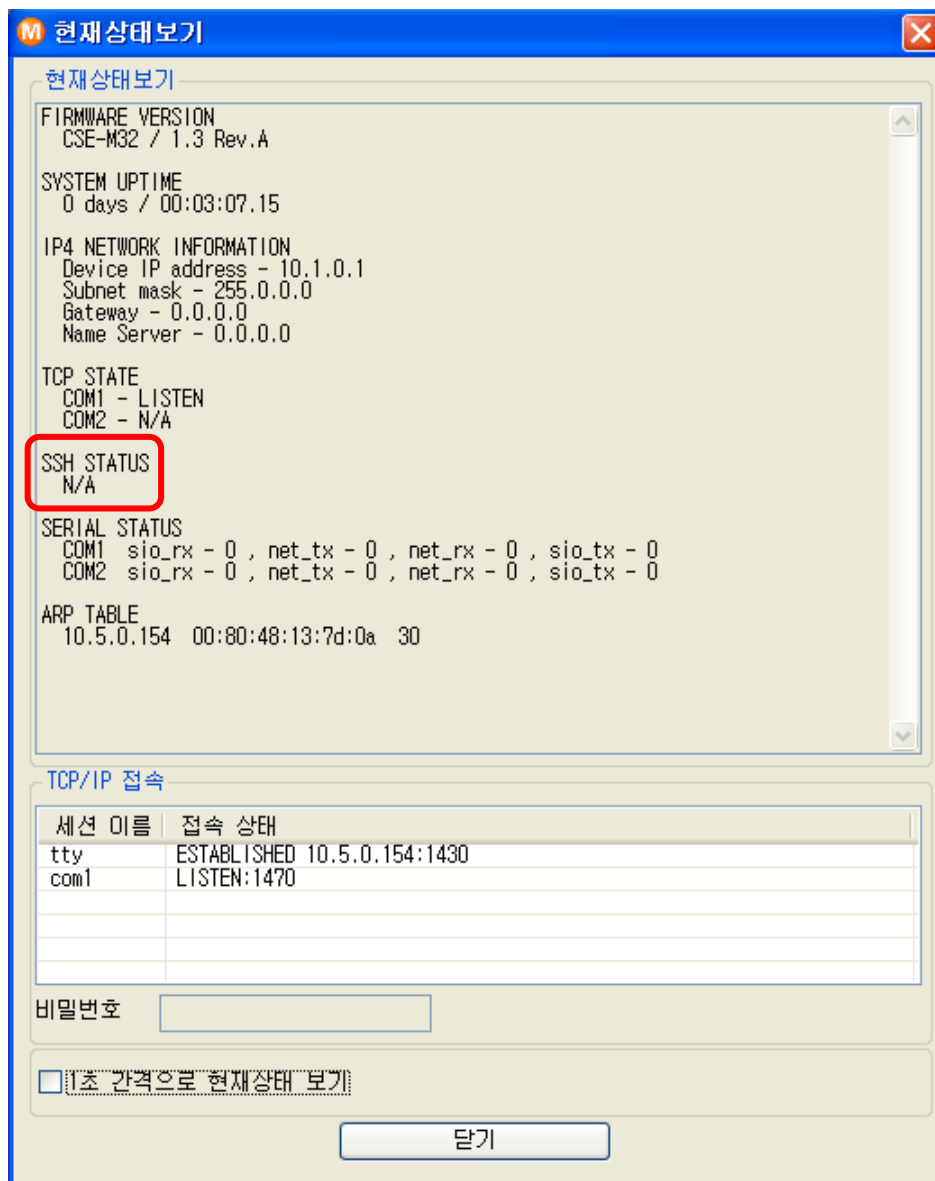 M 현재상태보기
현재상태보기
FIRMWARE VERSION
CSE-M32 / 1.3 Rev.A
SYSTEM UPTIME
0 days / 00:03:07.15
IP4 NETWORK INFORMATION
Device IP address - 10.1.0.1
Subnet mask - 255.0.0.0
Gateway - 0.0.0.0
Name Server - 0.0.0.0
TCP STATE
COM1 - LISTEN
COM2 - N/A
SSH STATUS
N/A
SERIAL STATUS
COM1 sio_rx - 0 , net_tx - 0 , net_rx - 0 , sio_tx - 0
COM2 sio_rx - 0 , net_tx - 0 , net_rx - 0 , sio_tx - 0
ARP TABLE
10.5.0.154 00:80:48:13:7d:0a 30
TCP/IP 접속
세션 이름 접속 상태
tty ESTABLISHED 10.5.0.154:1430
com1 LISTEN:1470
비밀번호
1초 간격으로 현재상태 보기
닫기